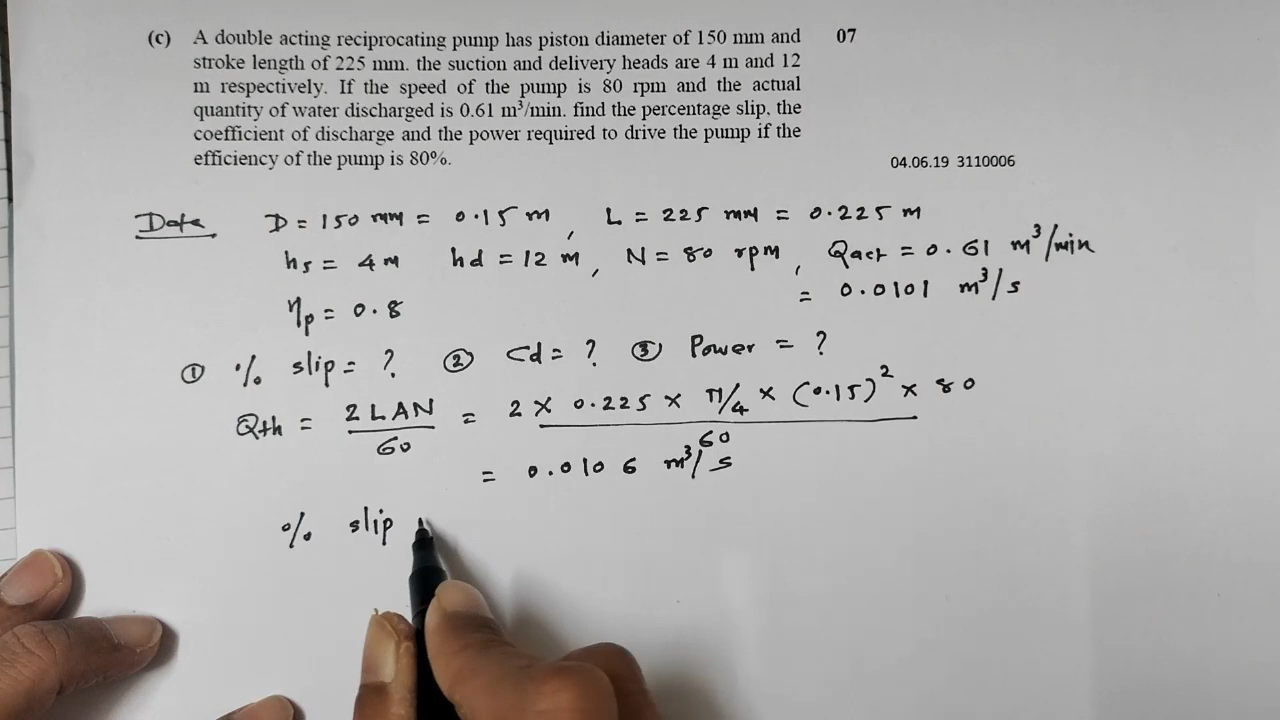 (c) A double acting reciprocating pump has piston diameter of 150 mm and 07
stroke length of 225 mm. the suction and delivery heads are 4 m and 12
m respectively. If the speed of the pump is 80 rpm and the actual
quantity of water discharged is 0.61 m³/min. find the percentage slip, the
coefficient of discharge and the power required to drive the pump if the
efficiency of the pump is 80%.
04.06.19 3110006
Data D = 150 mm = 0.15 m, L = 225 mm = 0.225 m
hs = 4 m hd = 12 m, N = 80 rpm, Qact = 0.61 m³/min
ηp = 0.8 = 0.0101 m³/s
① % slip = ? ② Cd = ? ③ Power = ?
Qth = 2LAN/60 = 2 × 0.225 × π/4 × (0.15)² × 80/60
= 0.0106 m³/s
% slip